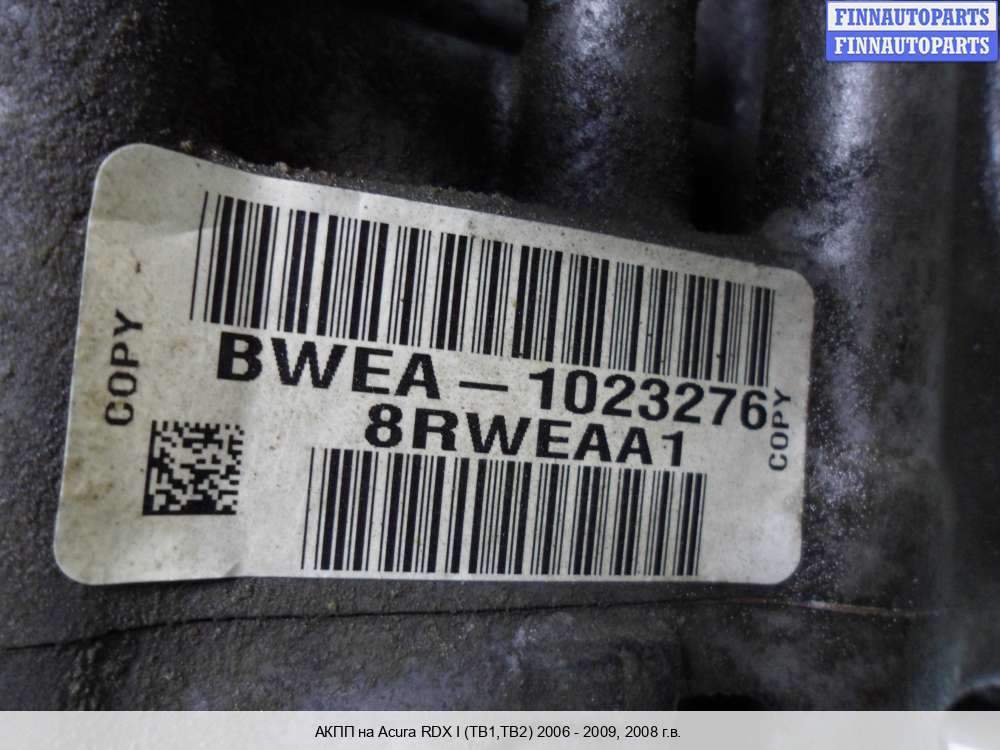 FINNAUTOPARTS
FINNAUTOPARTS
BWEA-1023276
8RWEAA1
COPY
COPY
АКПП на Acura RDX I (TB1,TB2) 2006 - 2009, 2008 г.в.